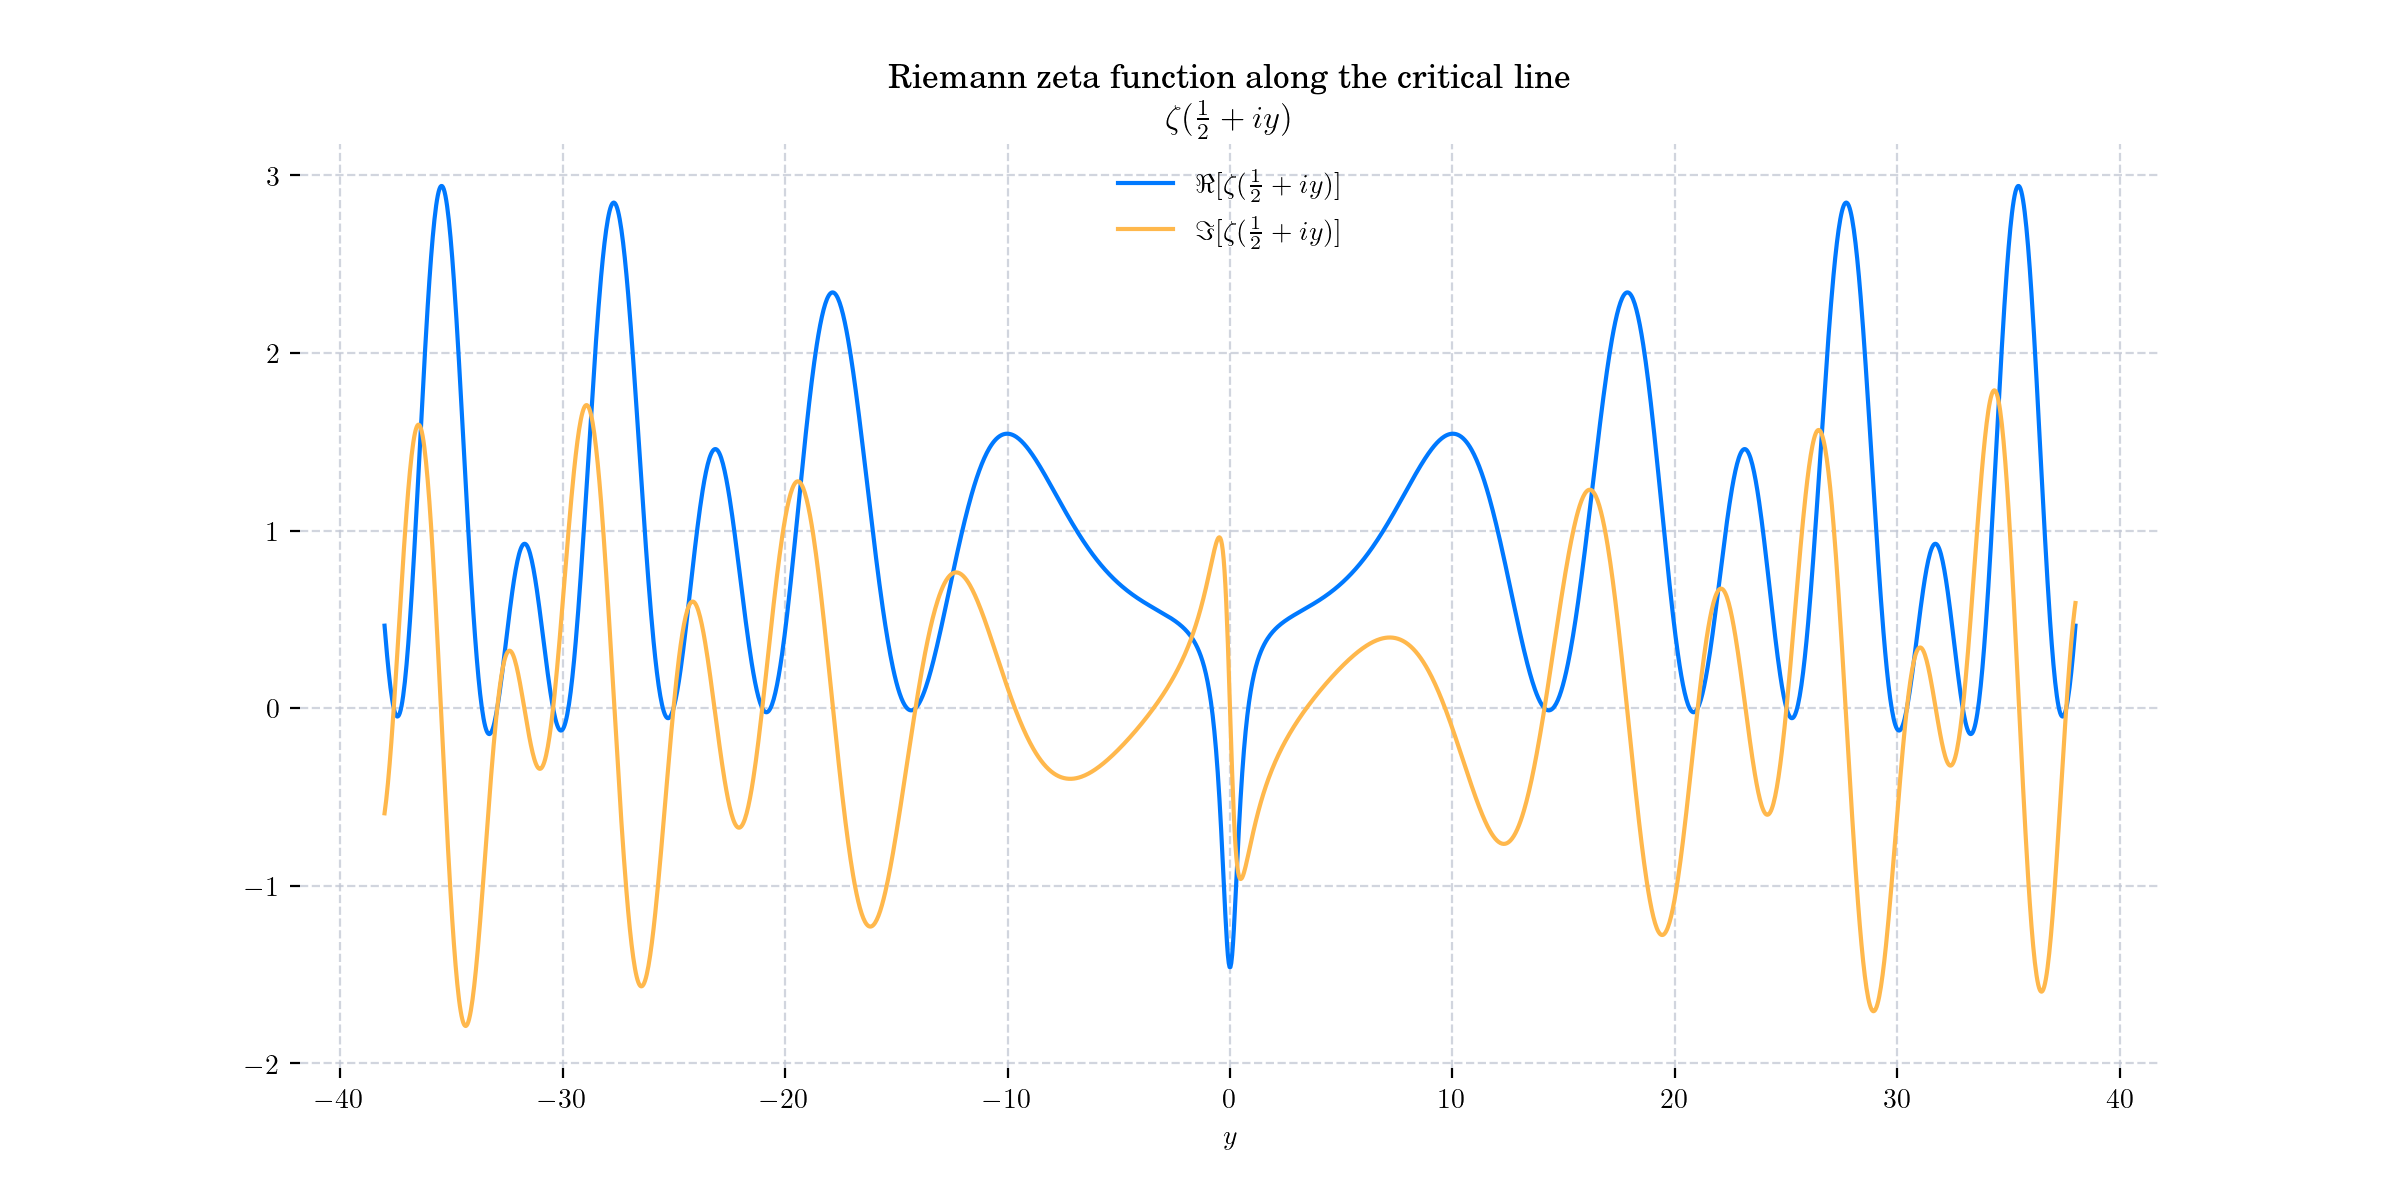 Riemann zeta function along the critical line
ζ(1/2 + iy)
ℜ[ζ(1/2 + iy)]
ℑ[ζ(1/2 + iy)]
3
2
1
0
−1
−2
−40 −30 −20 −10 0 10 20 30 40
y